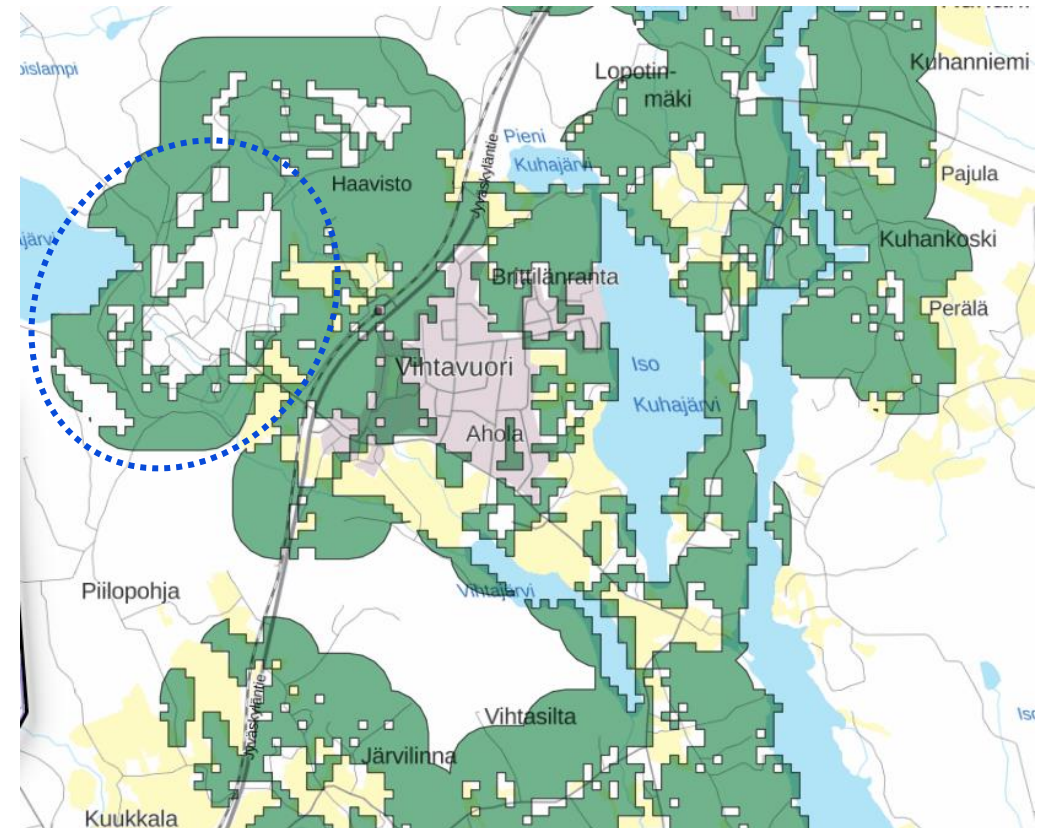 Kuhanniemi
Lopotin-
mäki
Pieni
Kuhajärvi
Jyväskyläntie
Haavisto
Pajula
Kuhankoski
Brittilänranta
Perälä
Vihtavuori
Iso
Kuhajärvi
Ahola
Piilopohja
Vihtajärvi
Jyväskyläntie
Vihtasilta
Järvilinna
Kuukkala